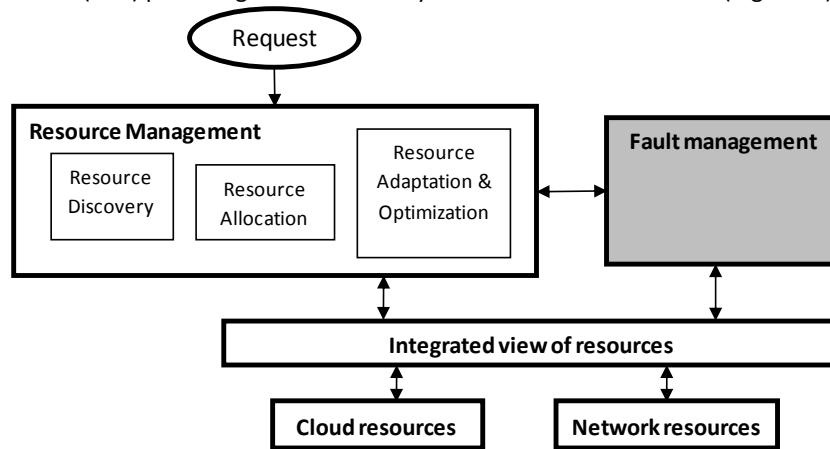 Request
Resource Management
Fault management
Resource
Discovery
Resource
Allocation
Resource
Adaptation &
Optimization
Integrated view of resources
Cloud resources
Network resources